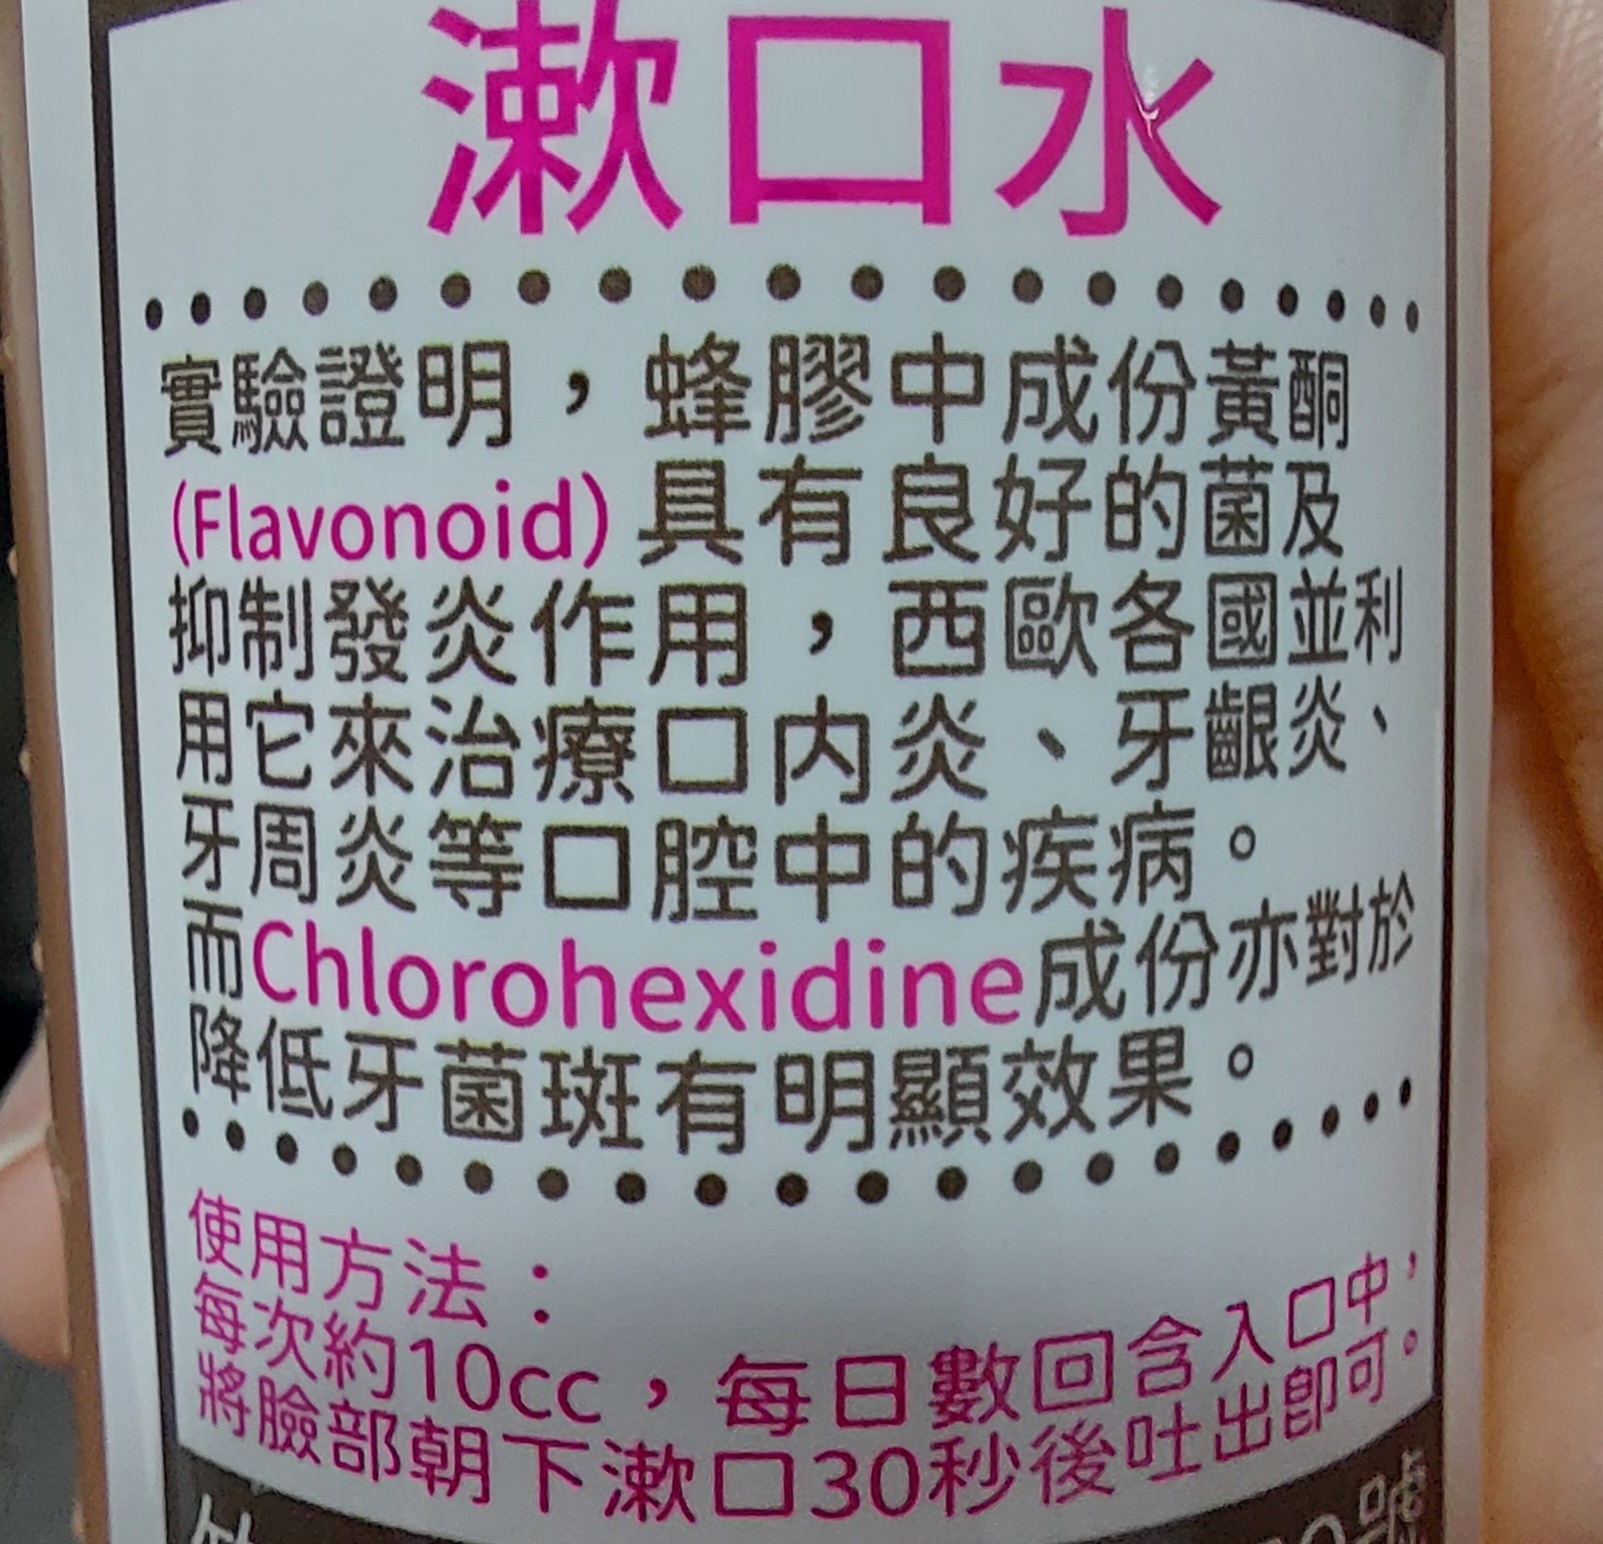 漱口水
實驗證明，蜂膠中成份黃酮
(Flavonoid)具有良好的菌及
抑制發炎作用，西歐各國並利
用它來治療口內炎、牙齦炎、
牙周炎等口腔中的疾病。
而Chlorohexidine成份亦對於
降低牙菌斑有明顯效果。
使用方法：
每次約10cc，每日數回含入口中，
將臉部朝下漱口30秒後吐出即可。
號